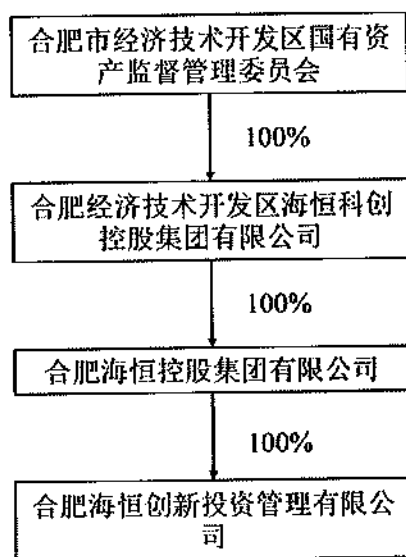 合肥市经济技术开发区国有资
产监督管理委员会
100%
合肥经济技术开发区海恒科创
控股集团有限公司
100%
合肥海恒控股集团有限公司
100%
合肥海恒创新投资管理有限公
司